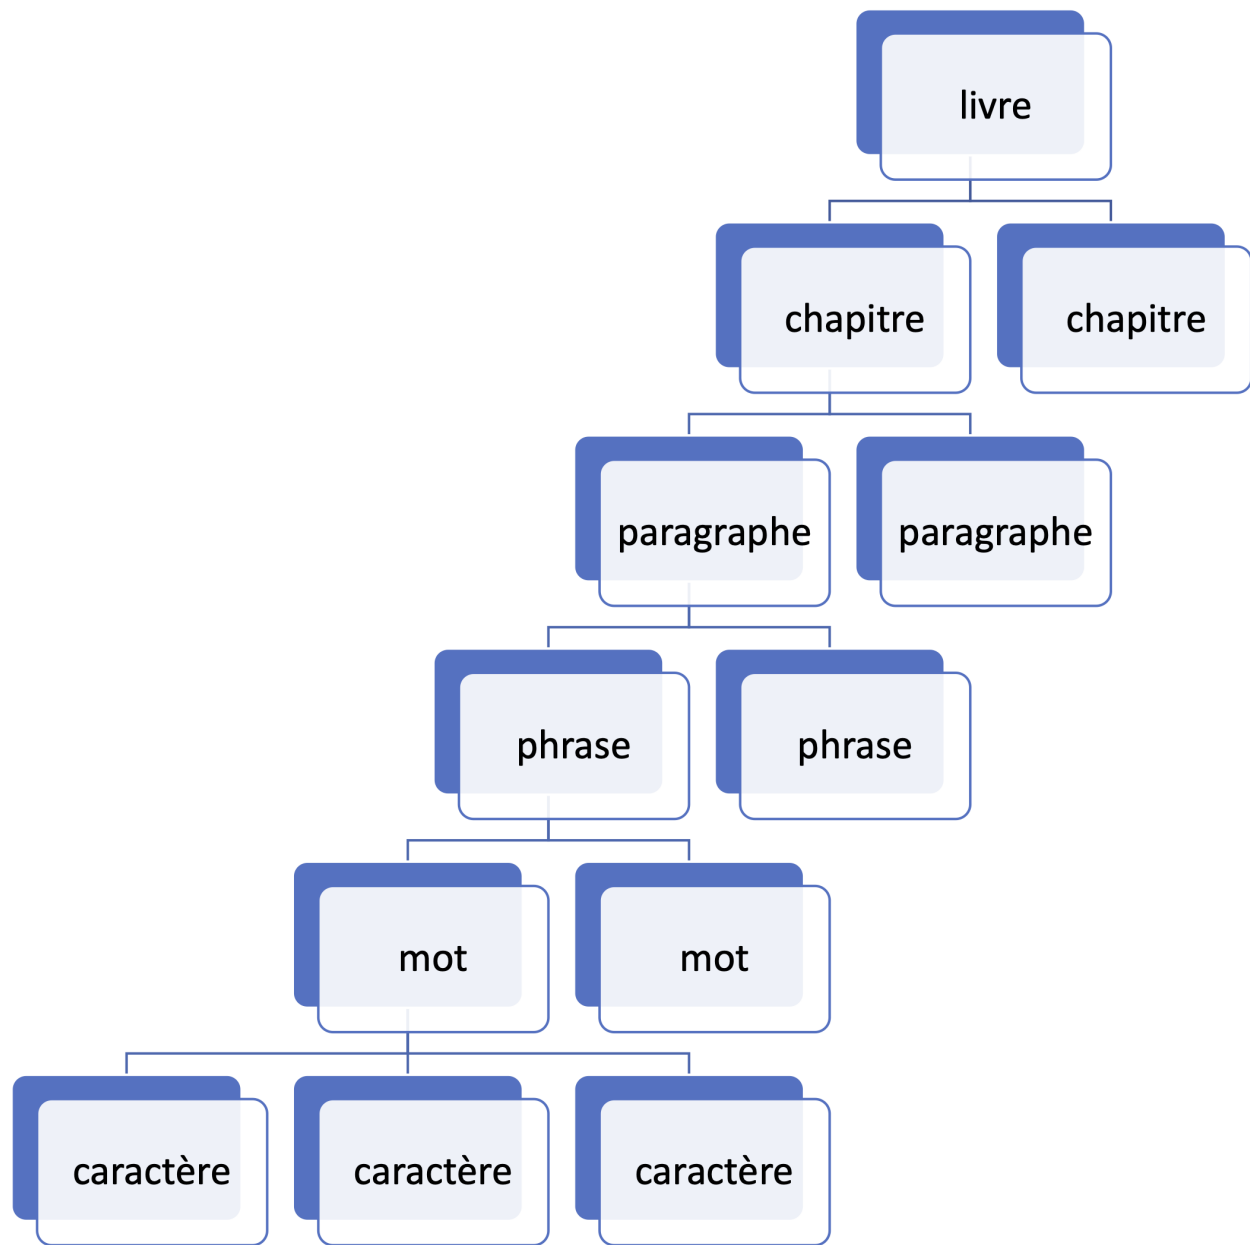 livre
chapitre
chapitre
paragraphe
paragraphe
phrase
phrase
mot
mot
caractère
caractère
caractère